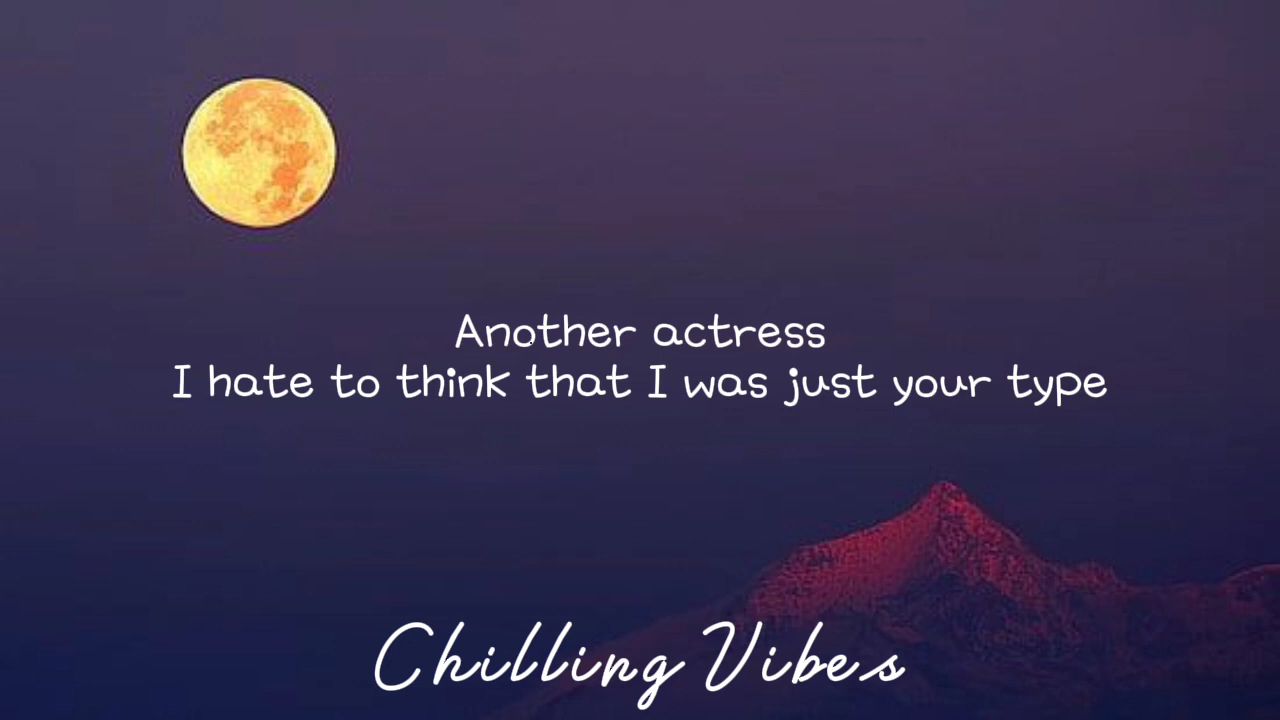 Another actress
I hate to think that I was just your type
Chilling Vibes